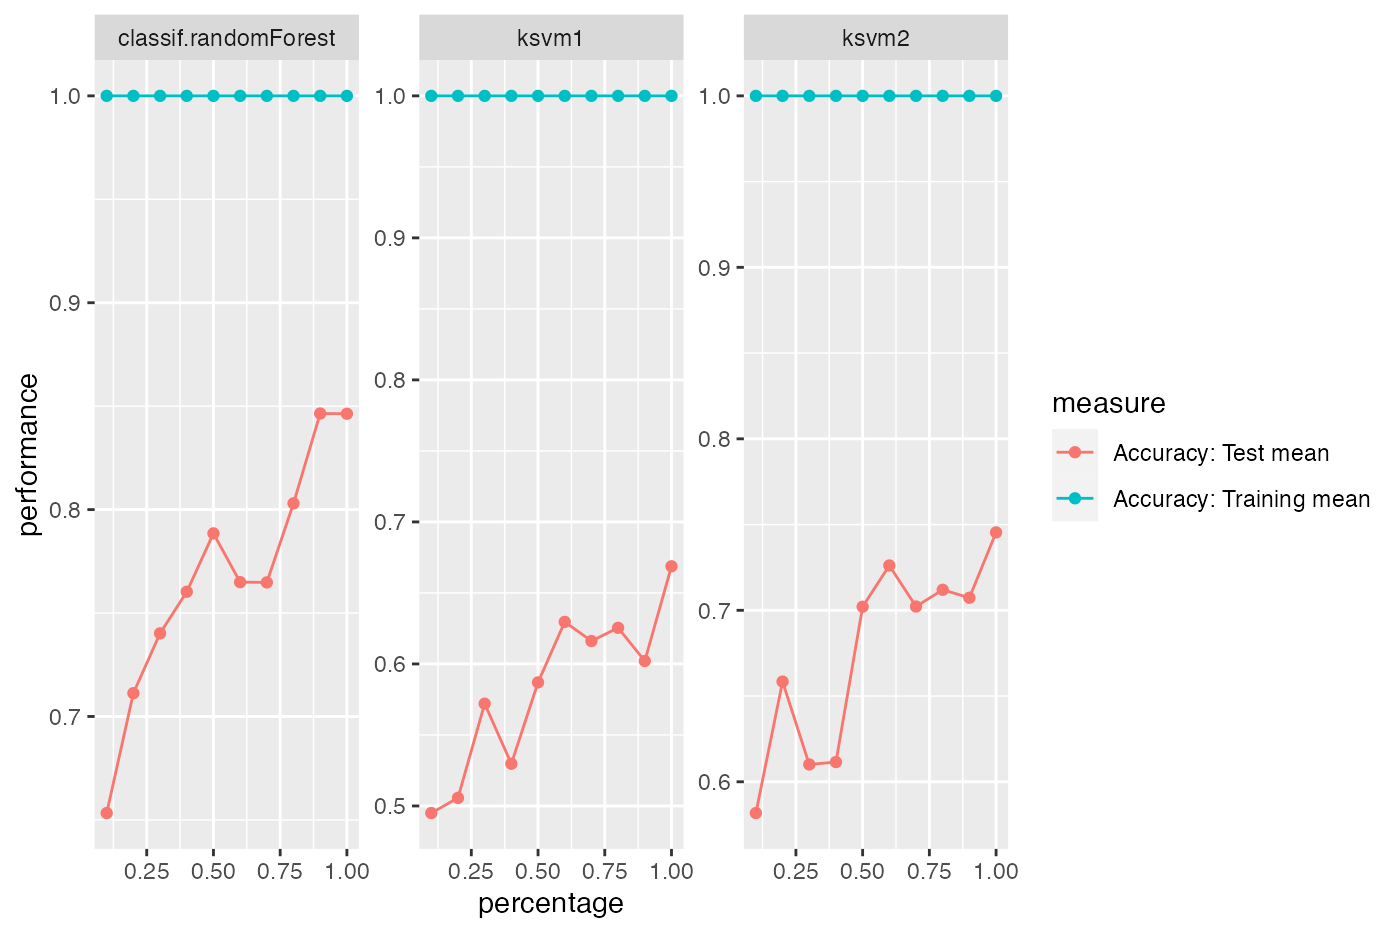 classif.randomForest
ksvm1
ksvm2
1.0
0.9
0.8
0.7
1.0
0.9
0.8
0.7
0.6
0.5
1.0
0.9
0.8
0.7
0.6
0.25 0.50 0.75 1.00
0.25 0.50 0.75 1.00
0.25 0.50 0.75 1.00
performance
percentage
measure
Accuracy: Test mean
Accuracy: Training mean